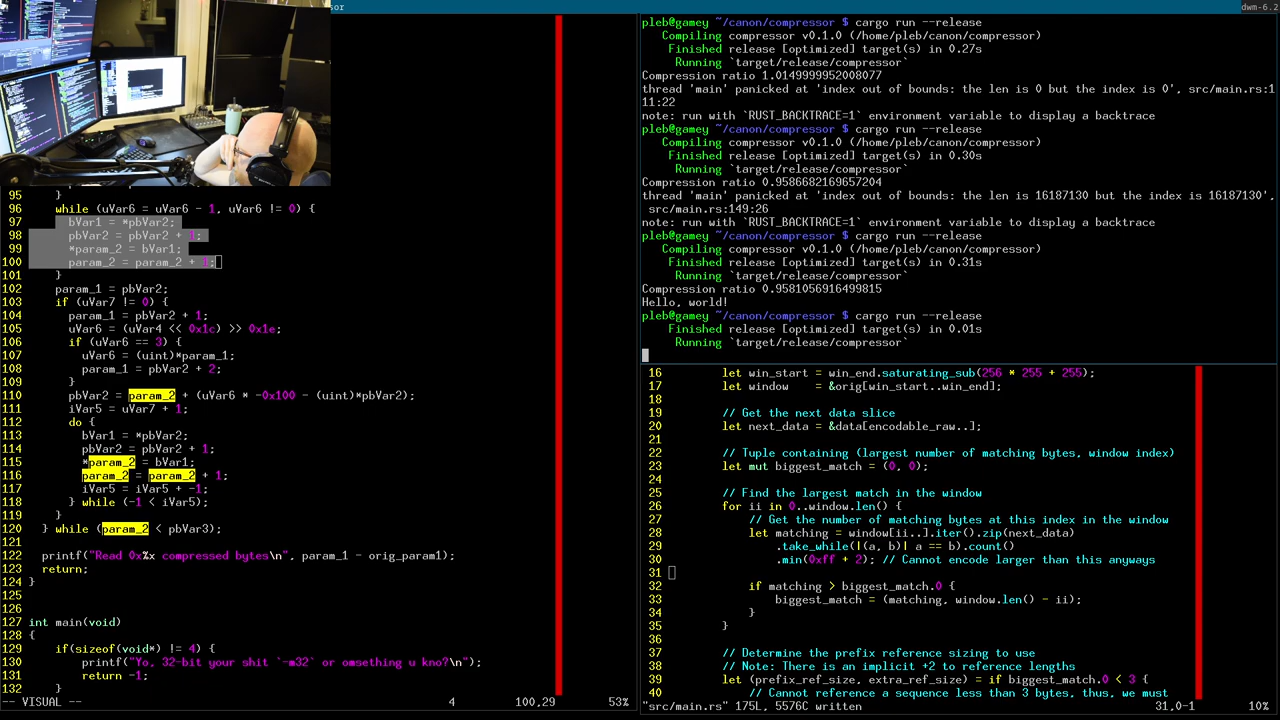 sor
dwm-6.2
95         }
96         while (uVar6 = uVar6 - 1, uVar6 != 0) {
97           bVar1 = *pbVar2;
98           pbVar2 = pbVar2 + 1;
99           *param_2 = bVar1;
100           param_2 = param_2 + 1;
101         }
102         param_1 = pbVar2;
103         if (uVar7 != 0) {
104           param_1 = pbVar2 + 1;
105           uVar6 = (uVar4 << 0x1c) >> 0x1e;
106           if (uVar6 == 3) {
107             uVar6 = (uint)*param_1;
108             param_1 = pbVar2 + 2;
109           }
110           pbVar2 = param_2 + (uVar6 * -0x100 - (uint)*pbVar2);
111           iVar5 = uVar7 + 1;
112           do {
113             bVar1 = *pbVar2;
114             pbVar2 = pbVar2 + 1;
115             *param_2 = bVar1;
116             param_2 = param_2 + 1;
117             iVar5 = iVar5 + -1;
118           } while (-1 < iVar5);
119         }
120       } while (param_2 < pbVar3);
121
122       printf("Read 0x%x compressed bytes\n", param_1 - orig_param1);
123       return;
124     }
125
126
127     int main(void)
128     {
129         if(sizeof(void*) != 4) {
130             printf("Yo, 32-bit your shit `-m32` or omsething u kno?\n");
131             return -1;
132         }
-- VISUAL --                    4         100,29         53%
pleb@gamey ~/canon/compressor $ cargo run --release
   Compiling compressor v0.1.0 (/home/pleb/canon/compressor)
    Finished release [optimized] target(s) in 0.27s
     Running `target/release/compressor`
Compression ratio 1.0149999992008077
thread 'main' panicked at 'index out of bounds: the len is 0 but the index is 0', src/main.rs:1
11:22
note: run with `RUST_BACKTRACE=1` environment variable to display a backtrace
pleb@gamey ~/canon/compressor $ cargo run --release
   Compiling compressor v0.1.0 (/home/pleb/canon/compressor)
    Finished release [optimized] target(s) in 0.30s
     Running `target/release/compressor`
Compression ratio 0.9586682169657204
thread 'main' panicked at 'index out of bounds: the len is 16187130 but the index is 16187130',
 src/main.rs:149:26
note: run with `RUST_BACKTRACE=1` environment variable to display a backtrace
pleb@gamey ~/canon/compressor $ cargo run --release
   Compiling compressor v0.1.0 (/home/pleb/canon/compressor)
    Finished release [optimized] target(s) in 0.31s
     Running `target/release/compressor`
Compression ratio 0.9581056916499815
Hello, world!
pleb@gamey ~/canon/compressor $ cargo run --release
    Finished release [optimized] target(s) in 0.01s
     Running `target/release/compressor`
16         let win_start = win_end.saturating_sub(256 * 255 + 255);
17         let window    = &orig[win_start..win_end];
18
19         // Get the next data slice
20         let next_data = &data[encodable_raw..];
21
22         // Tuple containing (largest number of matching bytes, window index)
23         let mut biggest_match = (0, 0);
24
25         // Find the largest match in the window
26         for ii in 0..window.len() {
27             // Get the number of matching bytes at this index in the window
28             let matching = window[ii..].iter().zip(next_data)
29                 .take_while(|(a, b)| a == b).count()
30                 .min(0xff + 2); // Cannot encode larger than this anyways
31
32             if matching > biggest_match.0 {
33                 biggest_match = (matching, window.len() - ii);
34             }
35         }
36
37         // Determine the prefix reference sizing to use
38         // Note: There is an implicit +2 to reference lengths
39         let (prefix_ref_size, extra_ref_size) = if biggest_match.0 < 3 {
40             // Cannot reference a sequence less than 3 bytes, thus, we must
"src/main.rs" 175L, 5576C written                    31,0-1         10%